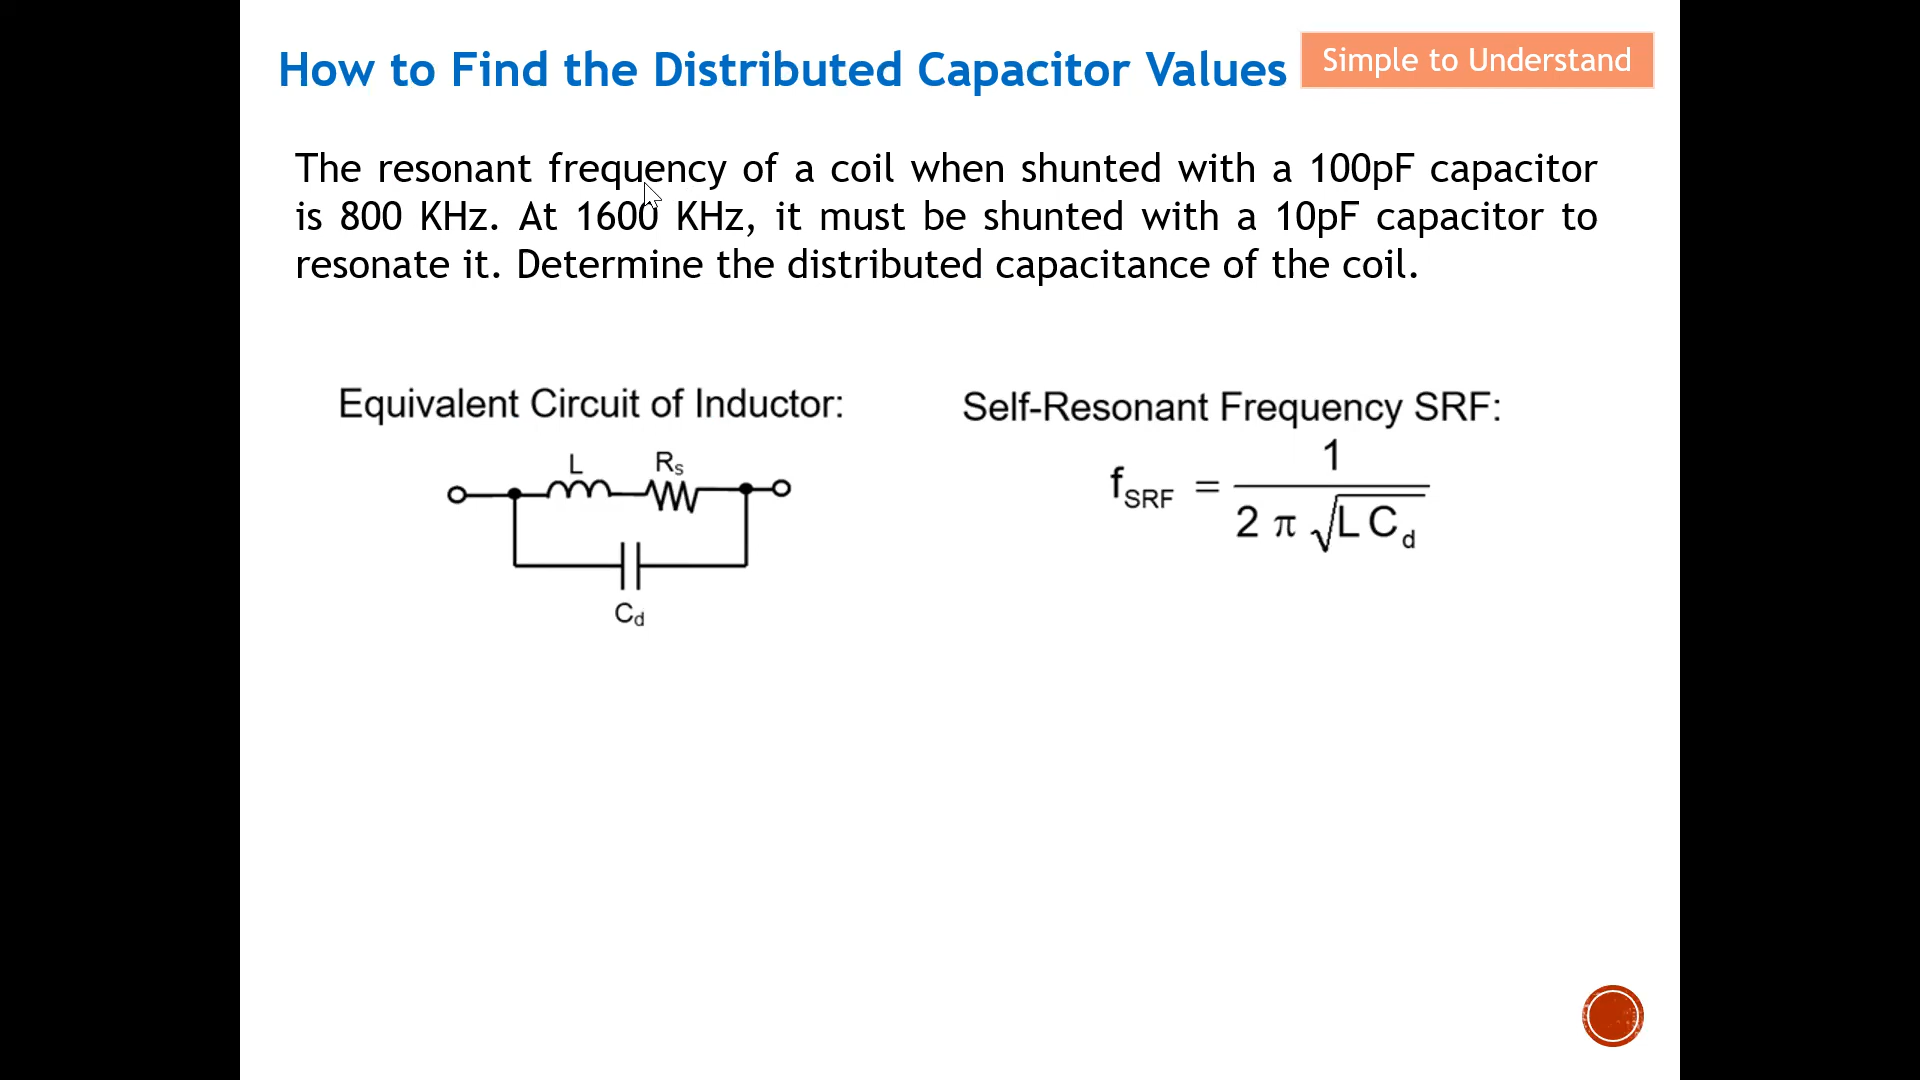 How to Find the Distributed Capacitor Values
Simple to Understand
The resonant frequency of a coil when shunted with a 100pF capacitor
is 800 KHz. At 1600 KHz, it must be shunted with a 10pF capacitor to
resonate it. Determine the distributed capacitance of the coil.
Equivalent Circuit of Inductor:
L
Rs
Cd
Self-Resonant Frequency SRF:
fSRF = 1 / 2 π √L Cd